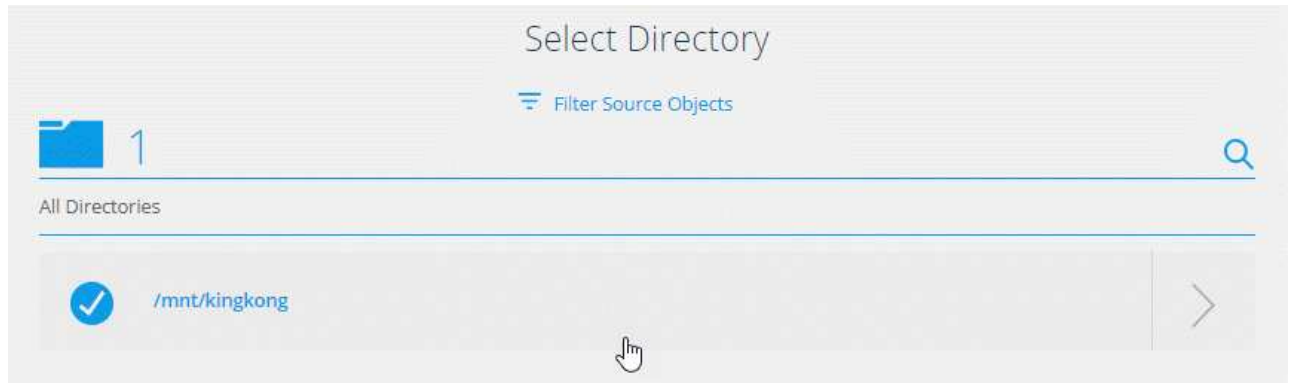 Select Directory
Filter Source Objects
1
All Directories
/mnt/kingkong